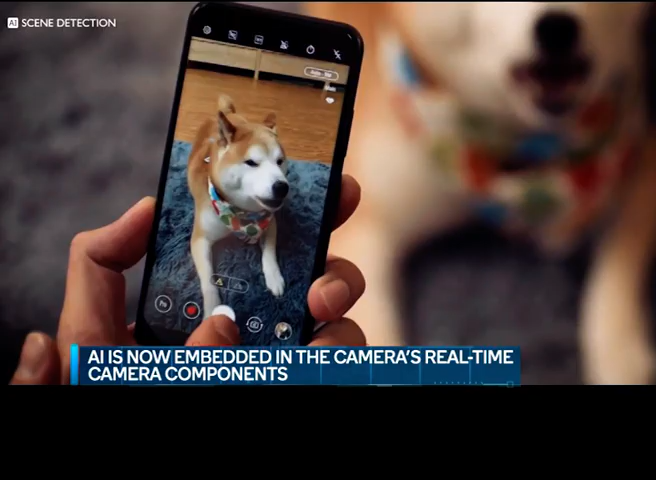 AI SCENE DETECTION
AI IS NOW EMBEDDED IN THE CAMERA'S REAL-TIME
CAMERA COMPONENTS